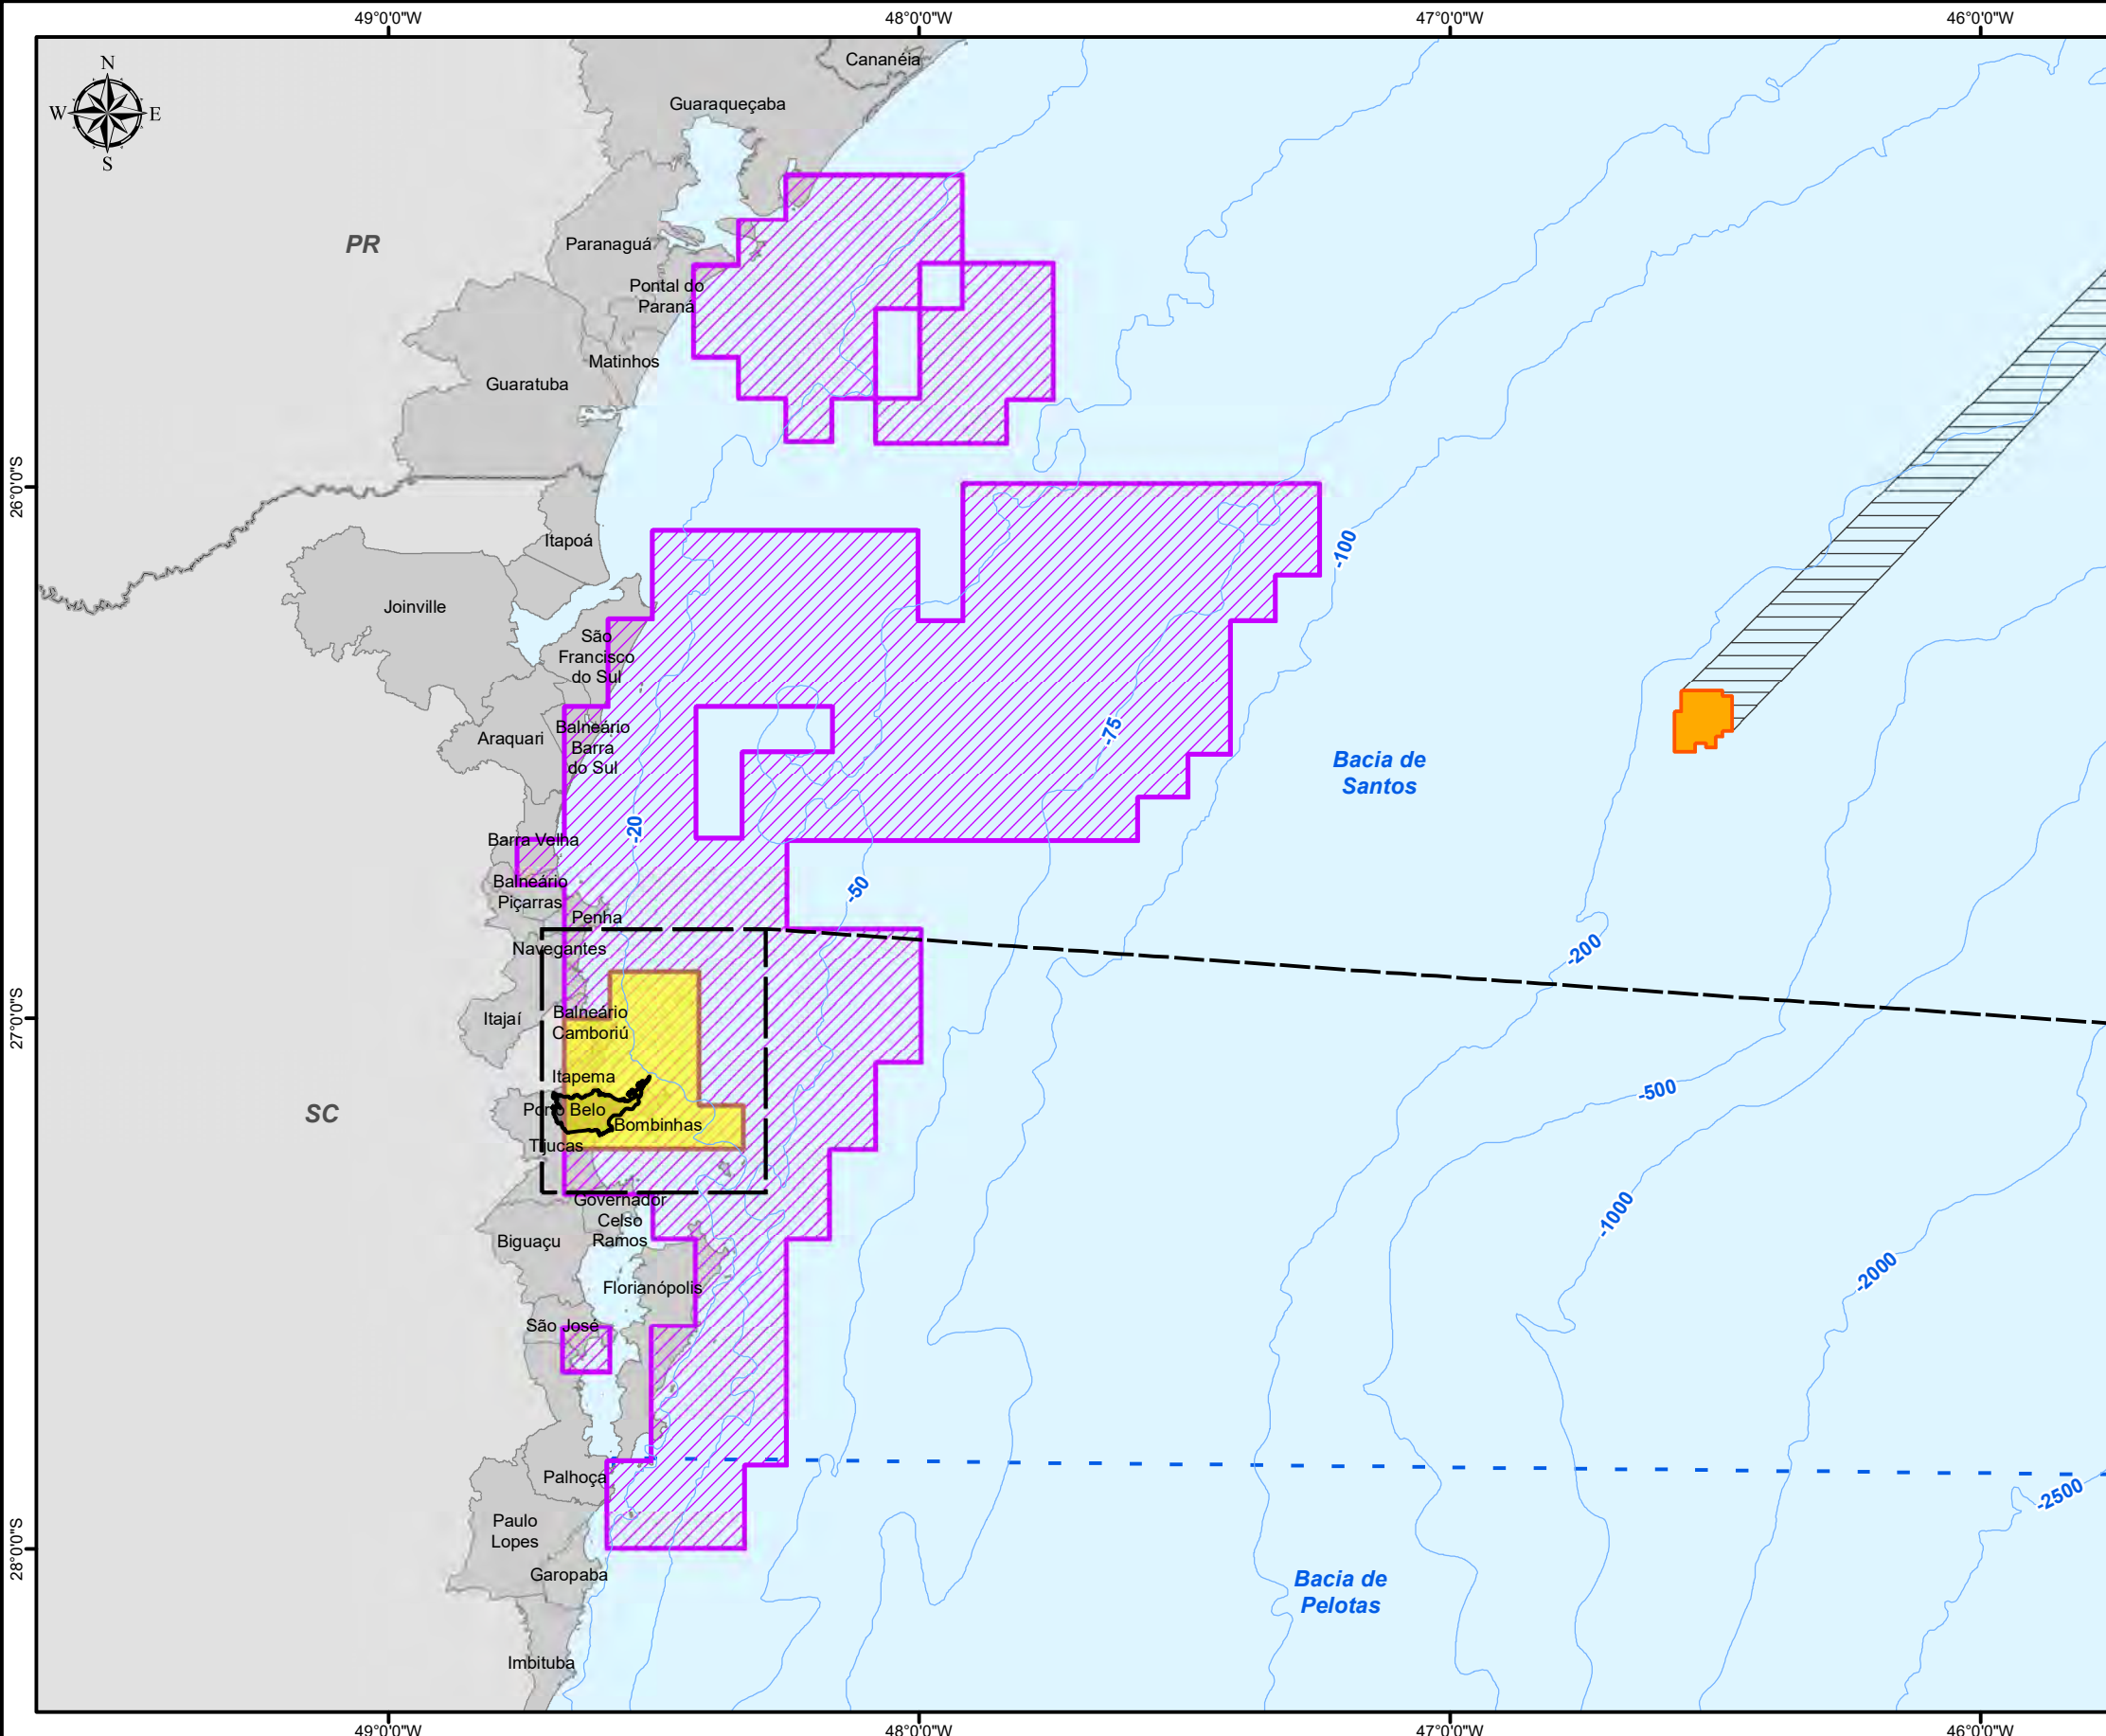 49°0'0"W
48°0'0"W
47°0'0"W
46°0'0"W
N
W
E
S
Cananéia
Guaraqueçaba
PR
Paranaguá
Pontal do
Paraná
Matinhos
Guaratuba
26°0'0"S
Itapoá
-100
Joinville
São
Francisco
do Sul
Araquari
Balneário
Barra
do Sul
-75
Bacia de
Santos
-20
Barra Velha
Balneário
Piçarras
-50
Penha
Navegantes
-200
27°0'0"S
Itajaí
Balneário
Camboriú
Itapema
-500
SC
Porto Belo
Bombinhas
Tijucas
Governador
Celso
Ramos
-1000
Biguaçu
-2000
Florianópolis
São José
Palhoça
-2500
28°0'0"S
Paulo
Lopes
Garopaba
Bacia de
Pelotas
Imbituba
49°0'0"W
48°0'0"W
47°0'0"W
46°0'0"W